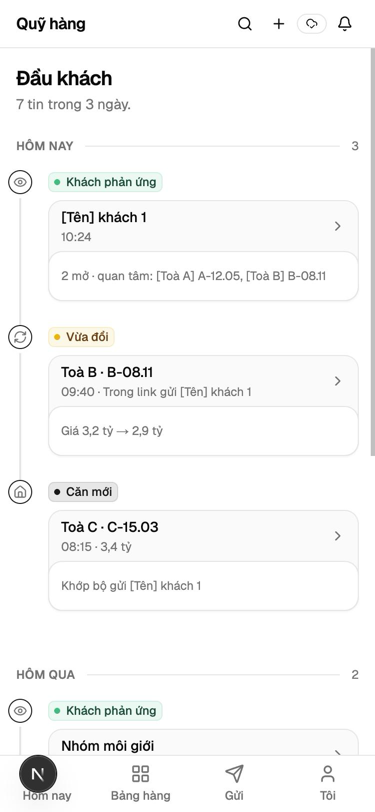 Quỹ hàng
Đầu khách
7 tin trong 3 ngày.
HÔM NAY
3
Khách phản ứng
[Tên] khách 1
10:24
2 mở · quan tâm: [Toà A] A-12.05, [Toà B] B-08.11
Vừa đổi
Toà B · B-08.11
09:40 · Trong link gửi [Tên] khách 1
Giá 3,2 tỷ → 2,9 tỷ
Căn mới
Toà C · C-15.03
08:15 · 3,4 tỷ
Khớp bộ gửi [Tên] khách 1
HÔM QUA
2
Khách phản ứng
Nhóm môi giới
N
Hôm nay
Bảng hàng
Gửi
Tôi